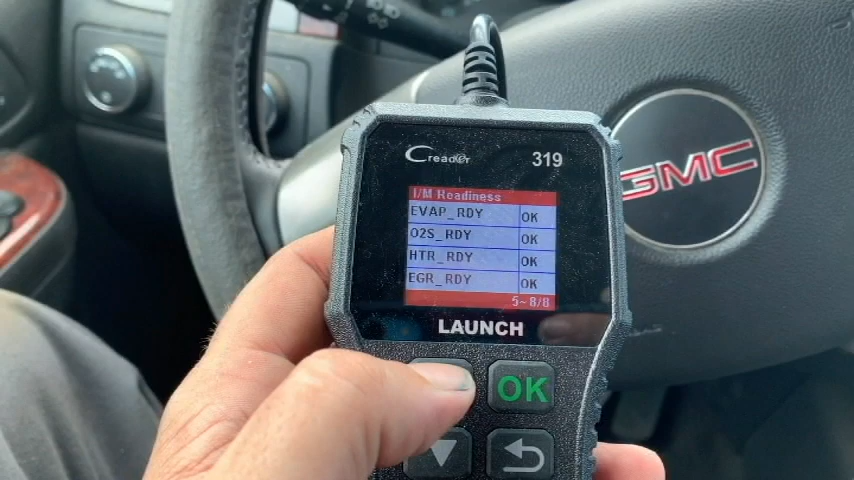 Creader 319
I/M Readiness
EVAP_RDY OK
O2S_RDY OK
HTR_RDY OK
EGR_RDY OK
5~8/8
LAUNCH
OK
GMC